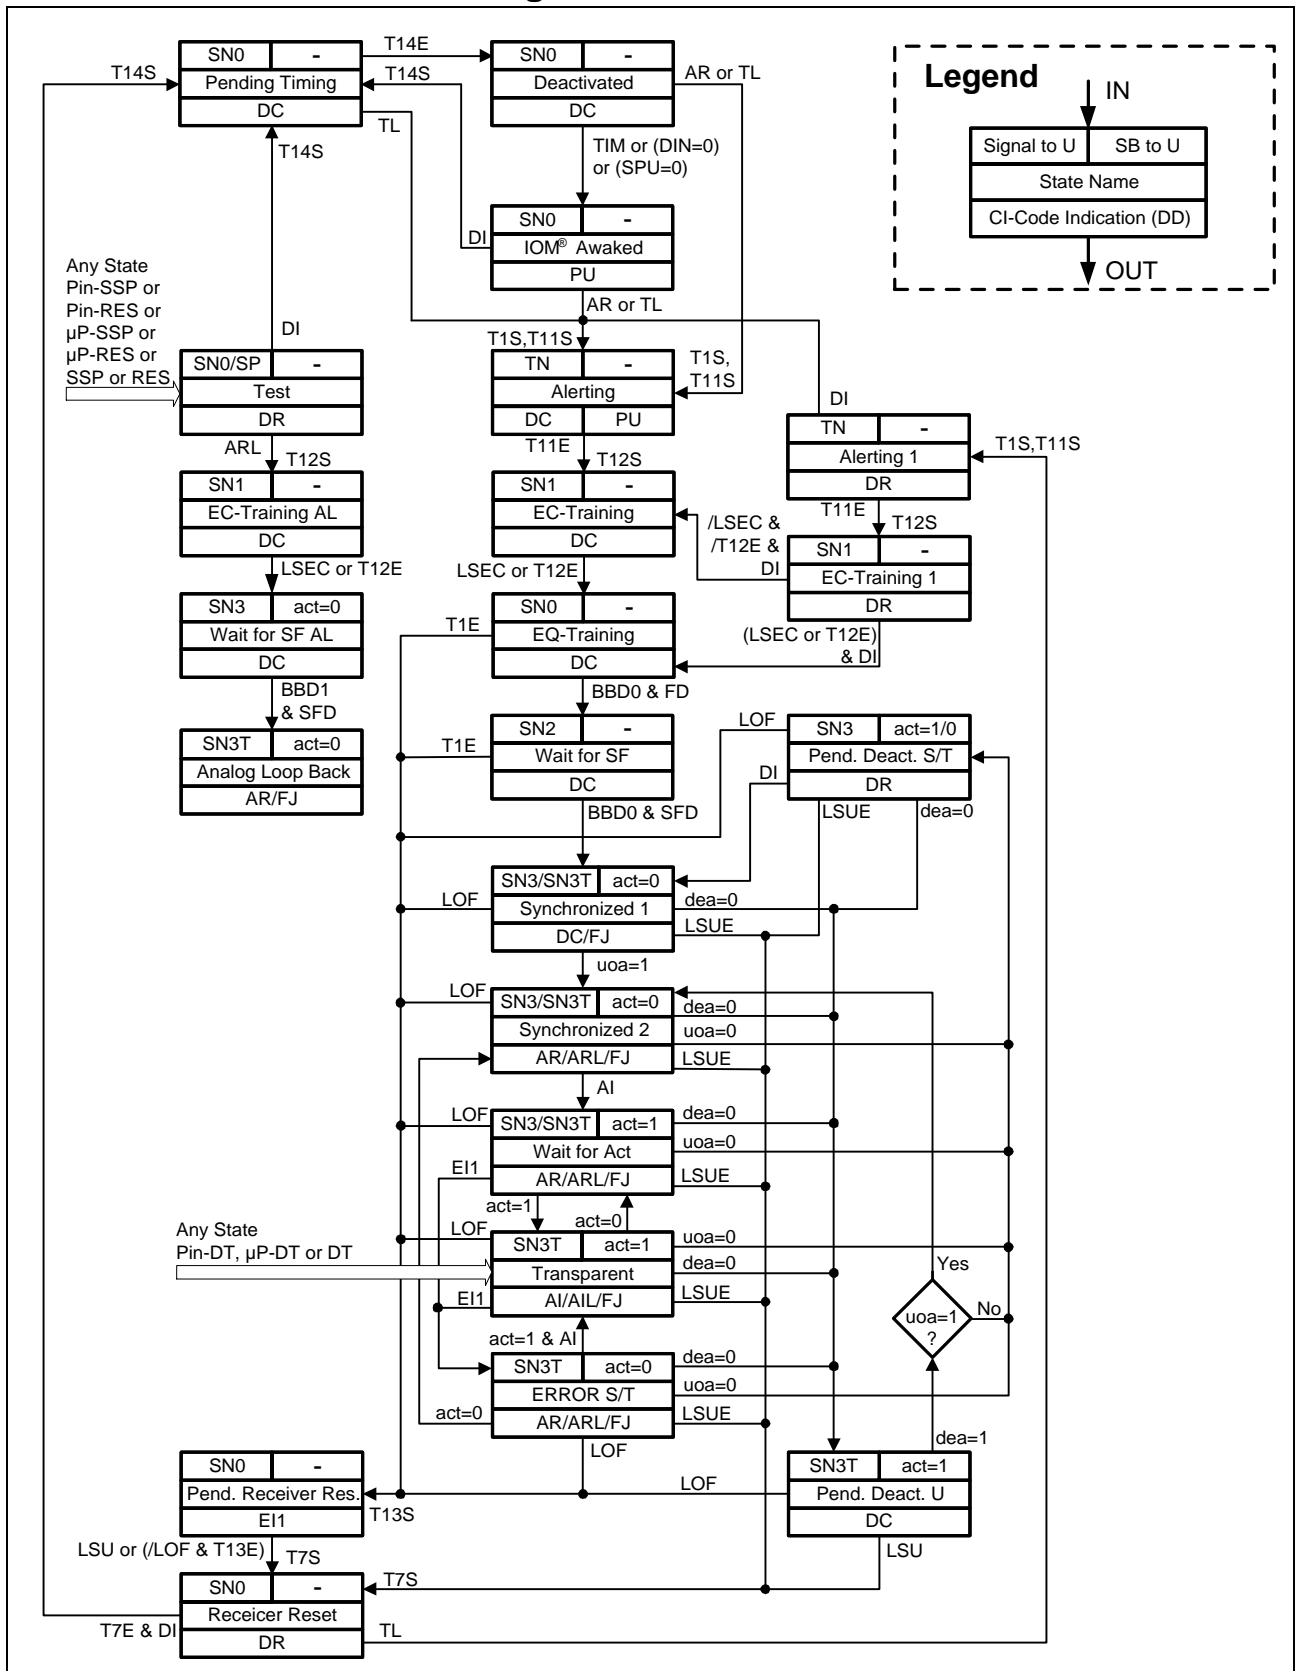 SN0 -
Pending Timing
DC
T14S
T14E
T14S
TL
T14S
SN0 -
Deactivated
DC
AR or TL
TIM or (DIN=0)
or (SPU=0)
Legend
IN
Signal to U SB to U
State Name
CI-Code Indication (DD)
OUT
SN0 -
IOM® Awaked
PU
DI
AR or TL
Any State
Pin-SSP or
Pin-RES or
µP-SSP or
µP-RES or
SSP or RES
DI
SN0/SP -
Test
DR
ARL
T12S
T1S,T11S
TN -
Alerting
DC PU
T1S,
T11S
T11E
T12S
DI
TN -
Alerting 1
DR
T1S,T11S
T11E
T12S
SN1 -
EC-Training AL
DC
LSEC or T12E
SN1 -
EC-Training
DC
LSEC or T12E
/LSEC &
/T12E &
DI
SN1 -
EC-Training 1
DR
(LSEC or T12E)
& DI
SN3 act=0
Wait for SF AL
DC
BBD1
& SFD
T1E
SN0 -
EQ-Training
DC
BBD0 & FD
SN3T act=0
Analog Loop Back
AR/FJ
T1E
SN2 -
Wait for SF
DC
BBD0 & SFD
LOF
SN3 act=1/0
Pend. Deact. S/T
DR
DI
LSUE
dea=0
LOF
SN3/SN3T act=0
Synchronized 1
DC/FJ
dea=0
LSUE
uoa=1
LOF
SN3/SN3T act=0
Synchronized 2
AR/ARL/FJ
dea=0
uoa=0
LSUE
AI
LOF
SN3/SN3T act=1
Wait for Act
AR/ARL/FJ
dea=0
uoa=0
LSUE
EI1
act=1
act=0
Any State
Pin-DT, µP-DT or DT
LOF
SN3T act=1
Transparent
AI/AIL/FJ
uoa=0
dea=0
LSUE
EI1
act=1 & AI
Yes
uoa=1
?
No
SN3T act=0
ERROR S/T
AR/ARL/FJ
dea=0
uoa=0
LSUE
act=0
LOF
dea=1
SN0 -
Pend. Receiver Res.
EI1
T13S
LOF
SN3T act=1
Pend. Deact. U
DC
LSU
LSU or (/LOF & T13E)
T7S
SN0 -
Receicer Reset
DR
T7S
T7E & DI
TL